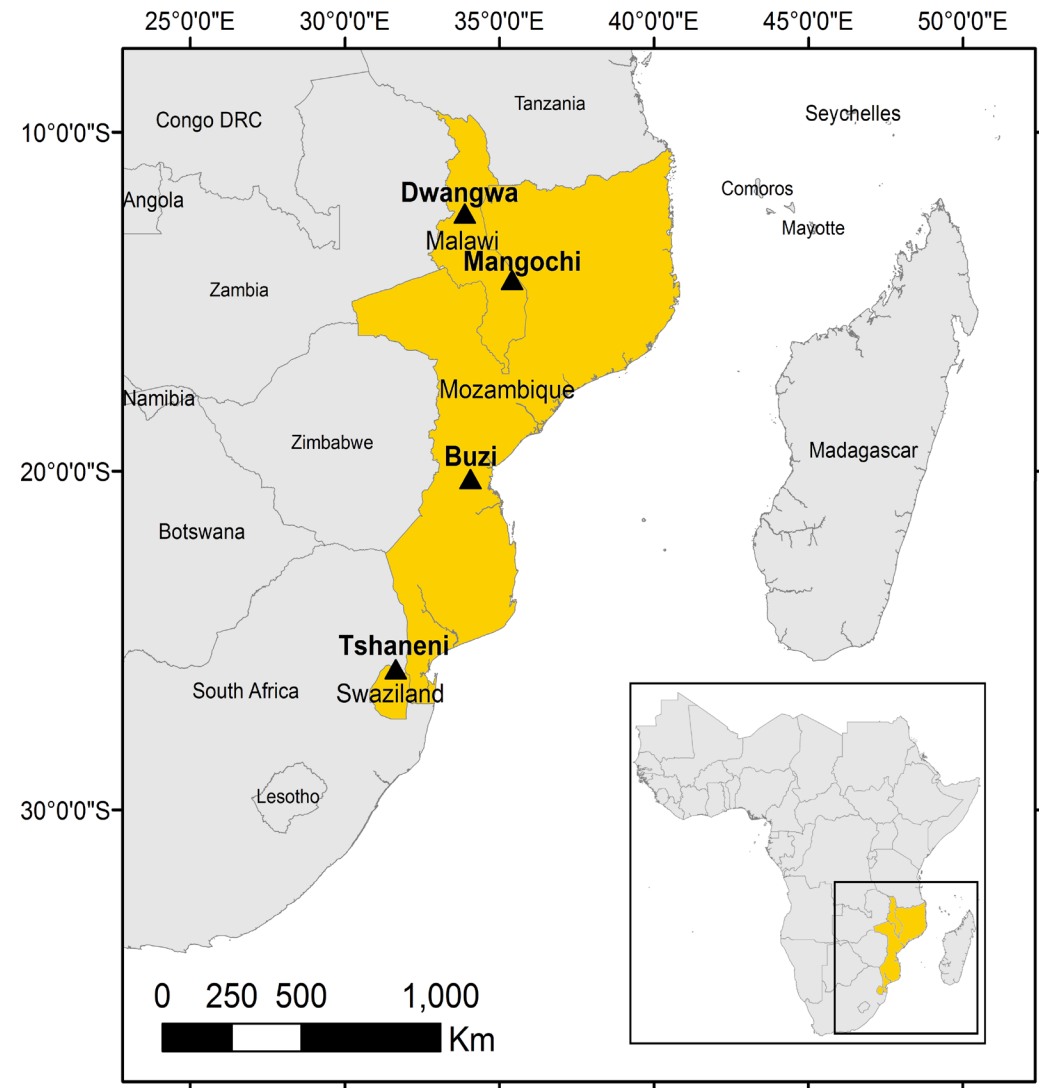 25°0'0"E 30°0'0"E 35°0'0"E 40°0'0"E 45°0'0"E 50°0'0"E
Tanzania
Seychelles
Congo DRC
10°0'0"S
Comoros
Dwangwa
Angola
Mayotte
Malawi
Mangochi
Zambia
Mozambique
Namibia
Zimbabwe
Madagascar
Buzi
20°0'0"S
Botswana
Tshaneni
South Africa
Swaziland
Lesotho
30°0'0"S
0 250 500 1,000
Km